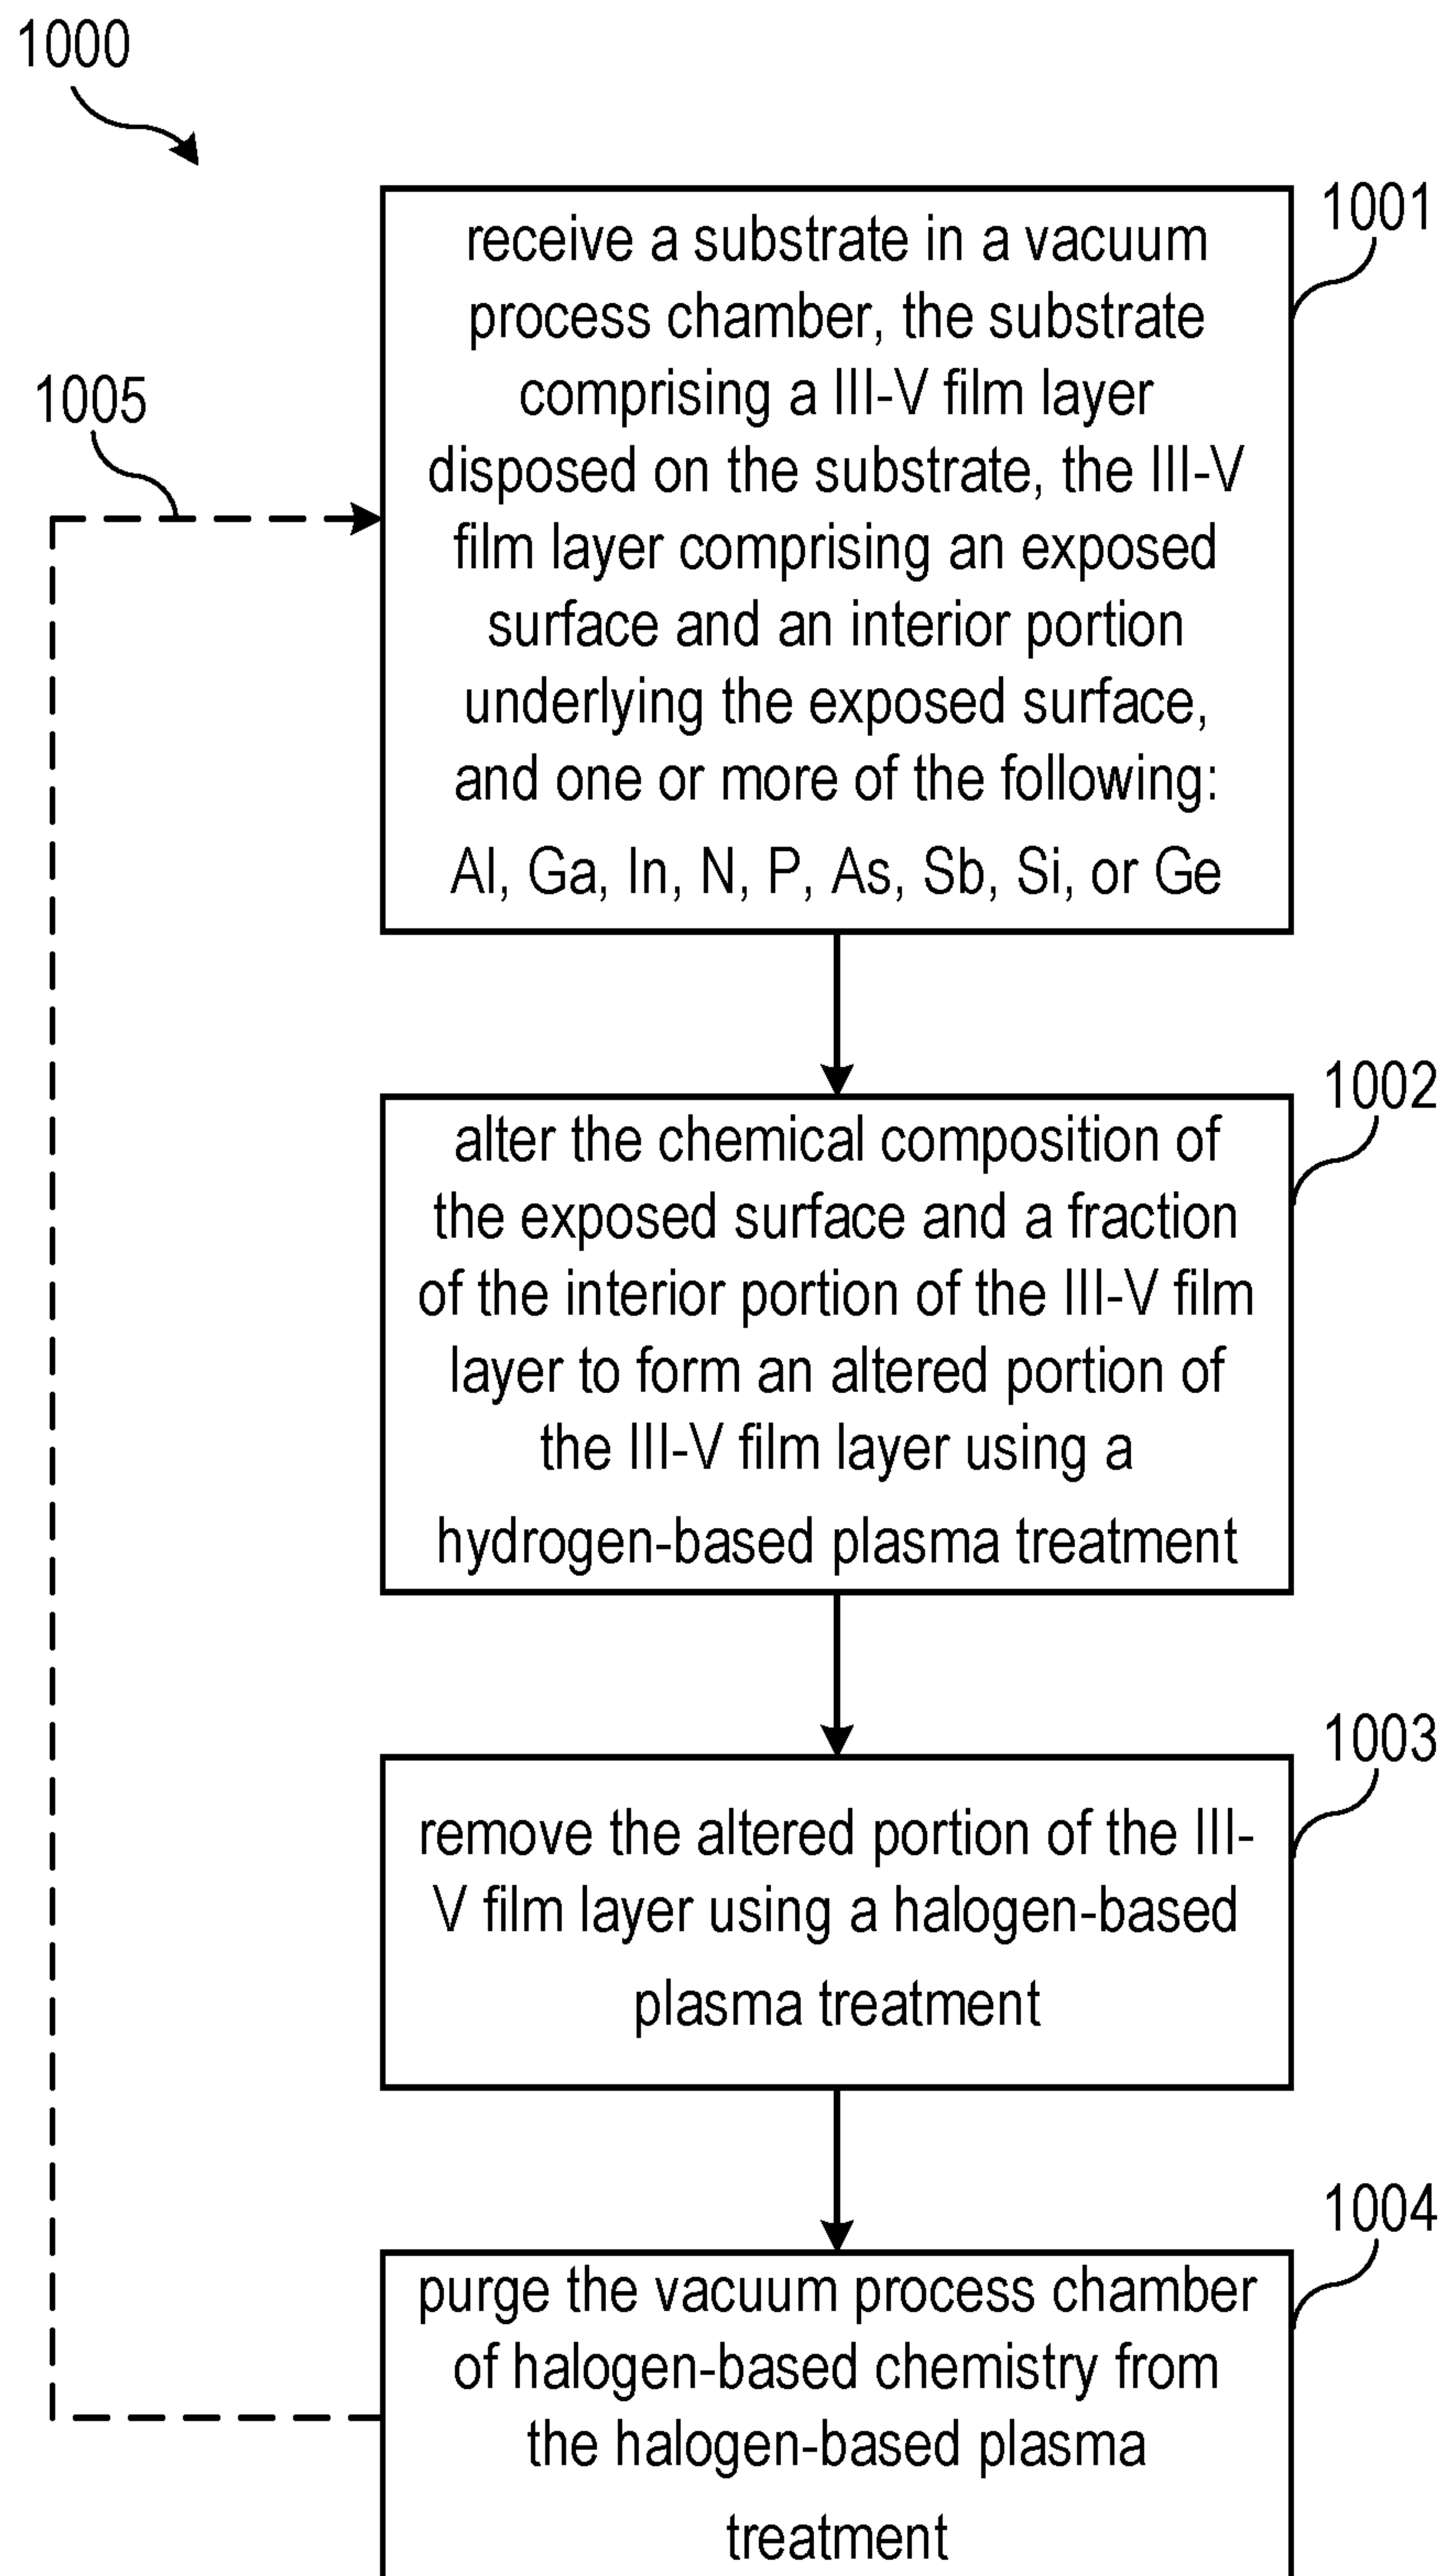 1000
1001
receive a substrate in a vacuum
process chamber, the substrate
comprising a III-V film layer
disposed on the substrate, the III-V
film layer comprising an exposed
surface and an interior portion
underlying the exposed surface,
and one or more of the following:
Al, Ga, In, N, P, As, Sb, Si, or Ge
1005
1002
alter the chemical composition of
the exposed surface and a fraction
of the interior portion of the III-V film
layer to form an altered portion of
the III-V film layer using a
hydrogen-based plasma treatment
1003
remove the altered portion of the III-
V film layer using a halogen-based
plasma treatment
1004
purge the vacuum process chamber
of halogen-based chemistry from
the halogen-based plasma
treatment